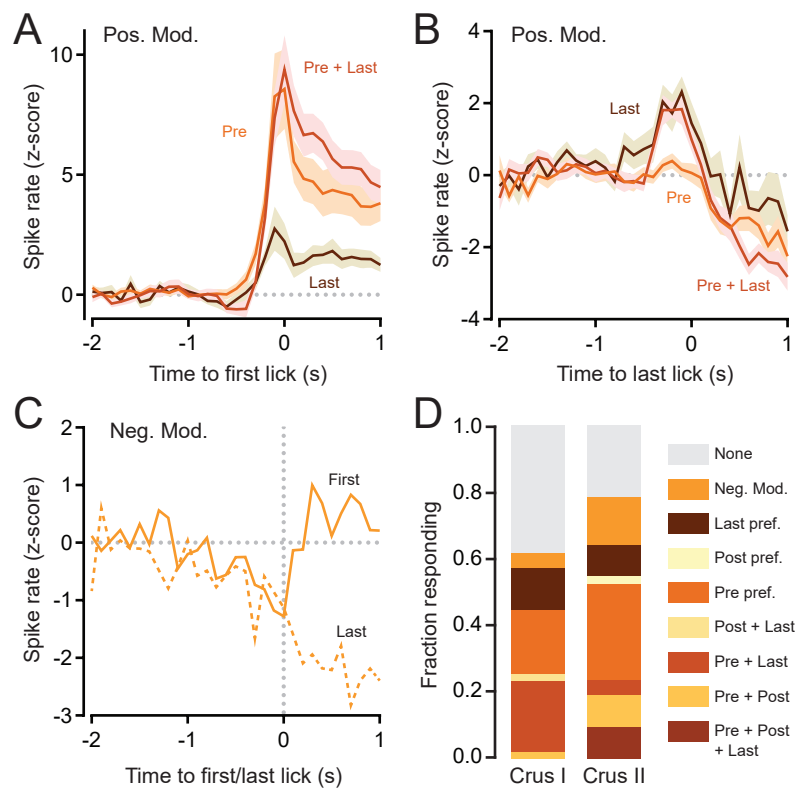 A
Pos. Mod.
Spike rate (z-score)
10
5
0
Pre + Last
Pre
Last
-2
-1
0
1
Time to first lick (s)
B
Pos. Mod.
Spike rate (z-score)
4
2
0
-2
-4
Last
Pre
Pre + Last
-2
-1
0
1
Time to last lick (s)
C
Neg. Mod.
Spike rate (z-score)
2
1
0
-1
-2
-3
First
Last
-2
-1
0
1
Time to first/last lick (s)
D
Fraction responding
1.0
0.8
0.6
0.4
0.2
0.0
Crus I
Crus II
None
Neg. Mod.
Last pref.
Post pref.
Pre pref.
Post + Last
Pre + Last
Pre + Post
Pre + Post
+ Last